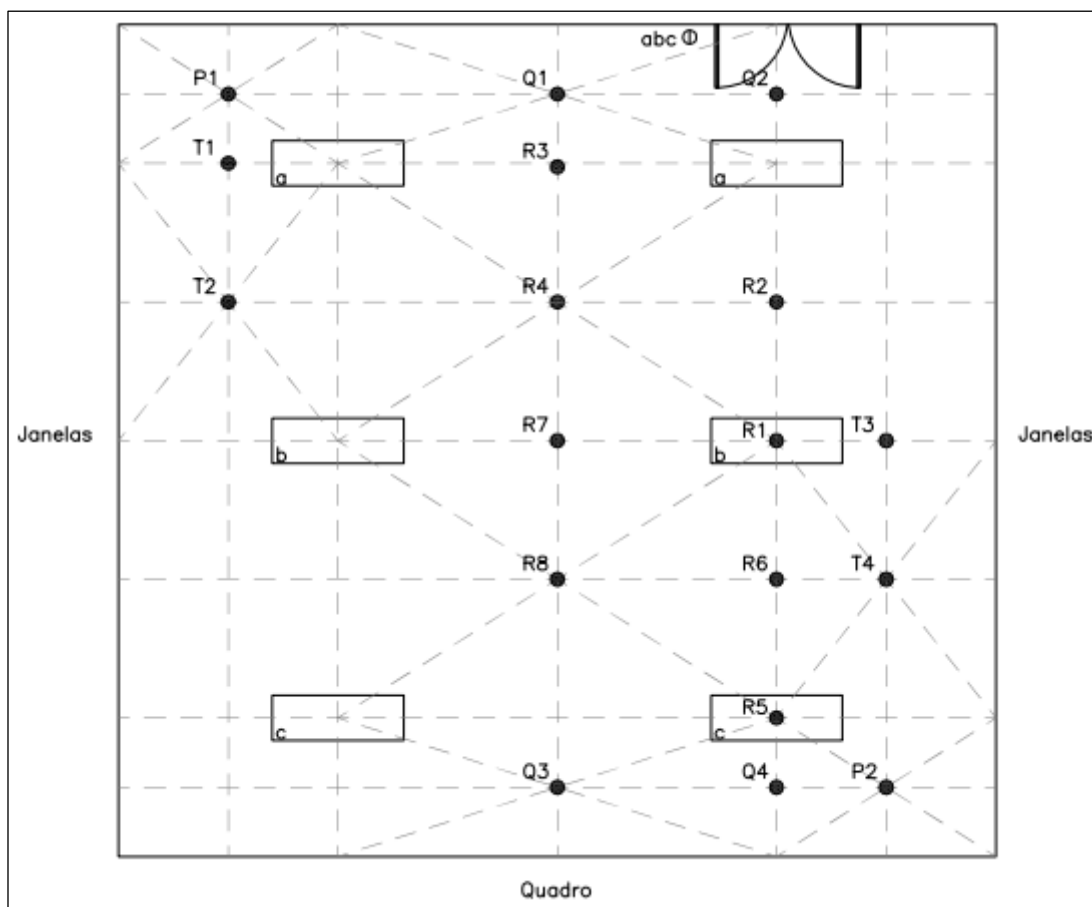 abc Φ
P1 Q1 Q2
T1 R3
a a
T2 R4 R2
Janelas R7 R1 T3 Janelas
b b
R8 R6 T4
R5
c c
Q3 Q4 P2
Quadro